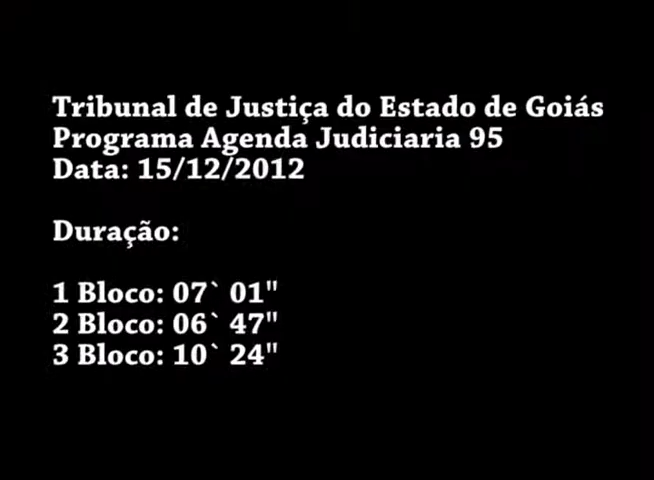 Tribunal de Justiça do Estado de Goiás
Programa Agenda Judiciaria 95
Data: 15/12/2012
Duração:
1 Bloco: 07` 01"
2 Bloco: 06` 47"
3 Bloco: 10` 24"